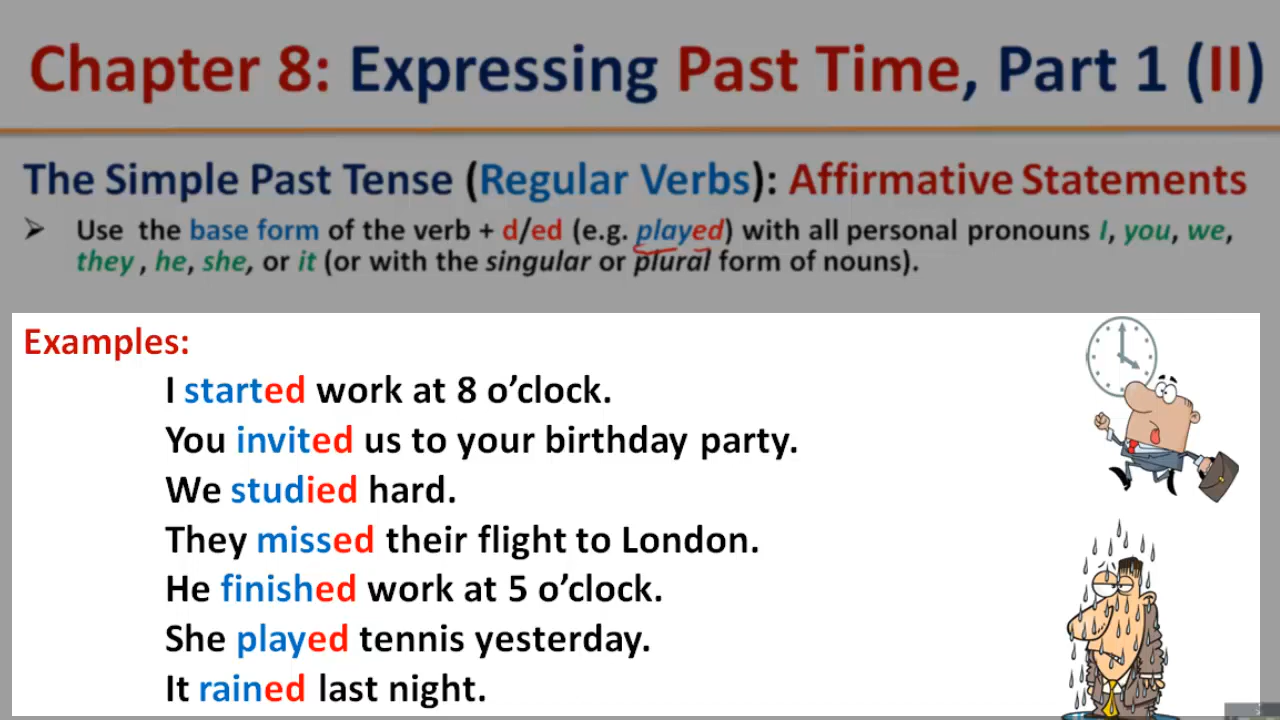 Chapter 8: Expressing Past Time, Part 1 (II)
The Simple Past Tense (Regular Verbs): Affirmative Statements
➢ Use the base form of the verb + d/ed (e.g. played) with all personal pronouns I, you, we,
they , he, she, or it (or with the singular or plural form of nouns).
Examples:
I started work at 8 o’clock.
You invited us to your birthday party.
We studied hard.
They missed their flight to London.
He finished work at 5 o’clock.
She played tennis yesterday.
It rained last night.